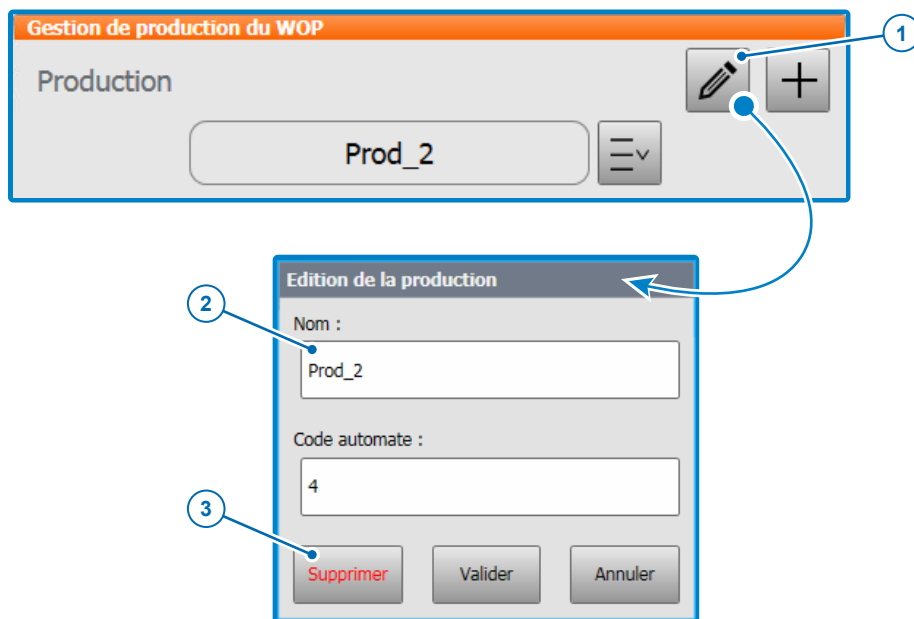 Gestion de production du WOP
1
Production
Prod_2
Edition de la production
2
Nom :
Prod_2
Code automate :
4
3
Supprimer
Valider
Annuler